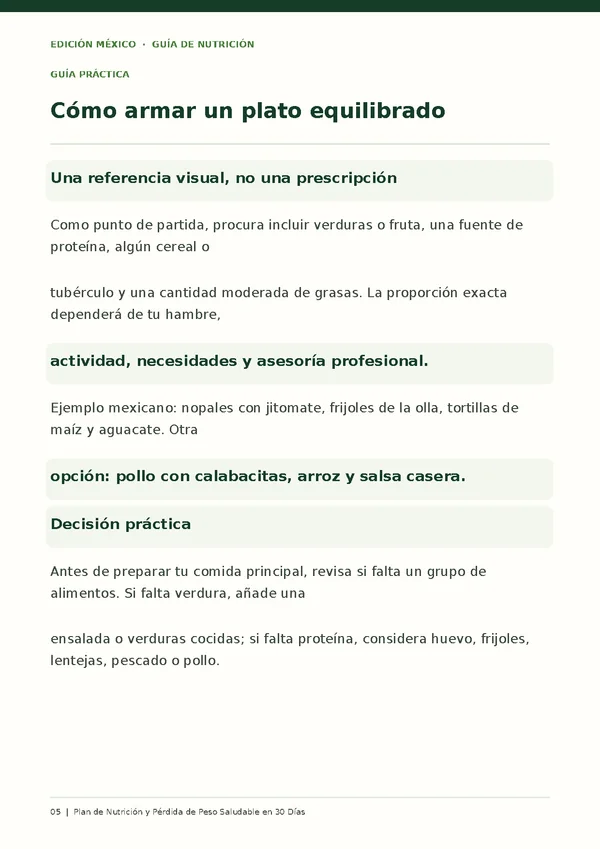 EDICIÓN MÉXICO · GUÍA DE NUTRICIÓN
GUÍA PRÁCTICA
Cómo armar un plato equilibrado
Una referencia visual, no una prescripción
Como punto de partida, procura incluir verduras o fruta, una fuente de
proteína, algún cereal o
tubérculo y una cantidad moderada de grasas. La proporción exacta
dependerá de tu hambre,
actividad, necesidades y asesoría profesional.
Ejemplo mexicano: nopales con jitomate, frijoles de la olla, tortillas de
maíz y aguacate. Otra
opción: pollo con calabacitas, arroz y salsa casera.
Decisión práctica
Antes de preparar tu comida principal, revisa si falta un grupo de
alimentos. Si falta verdura, añade una
ensalada o verduras cocidas; si falta proteína, considera huevo, frijoles,
lentejas, pescado o pollo.
05 | Plan de Nutrición y Pérdida de Peso Saludable en 30 Días